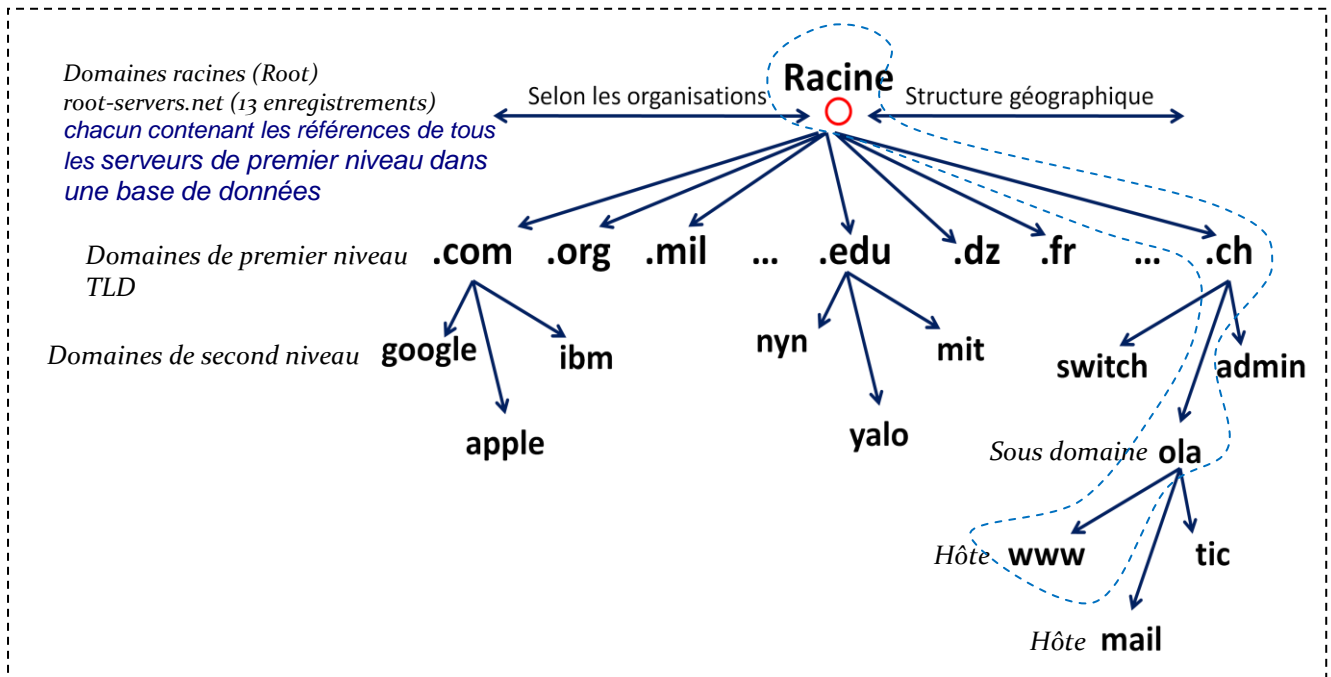 Racine
Domaines racines (Root)
root-servers.net (13 enregistrements)
chacun contenant les références de tous
les serveurs de premier niveau dans
une base de données
Selon les organisations
Structure géographique
Domaines de premier niveau
TLD
.com .org .mil ... .edu .dz .fr ... .ch
Domaines de second niveau
google
ibm
nyn
mit
switch
admin
apple
yalo
Sous domaine ola
Hôte www
tic
Hôte mail